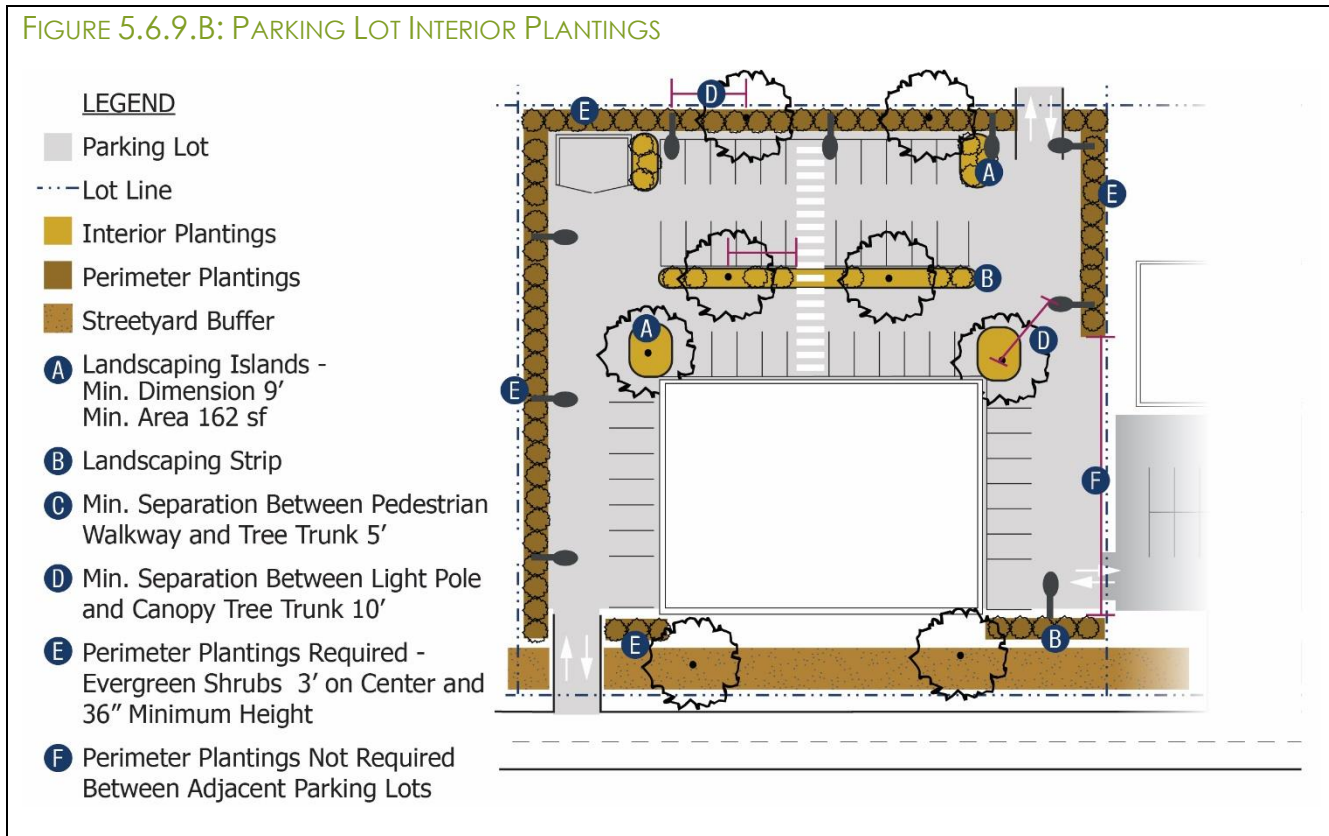 FIGURE 5.6.9.B: PARKING LOT INTERIOR PLANTINGS
LEGEND
Parking Lot
Lot Line
Interior Plantings
Perimeter Plantings
Streetyard Buffer
A Landscaping Islands -
Min. Dimension 9’
Min. Area 162 sf
B Landscaping Strip
C Min. Separation Between Pedestrian
Walkway and Tree Trunk 5’
D Min. Separation Between Light Pole
and Canopy Tree Trunk 10’
E Perimeter Plantings Required -
Evergreen Shrubs 3’ on Center and
36” Minimum Height
F Perimeter Plantings Not Required
Between Adjacent Parking Lots
D
E
A
E
B
A
D
E
F
E
B